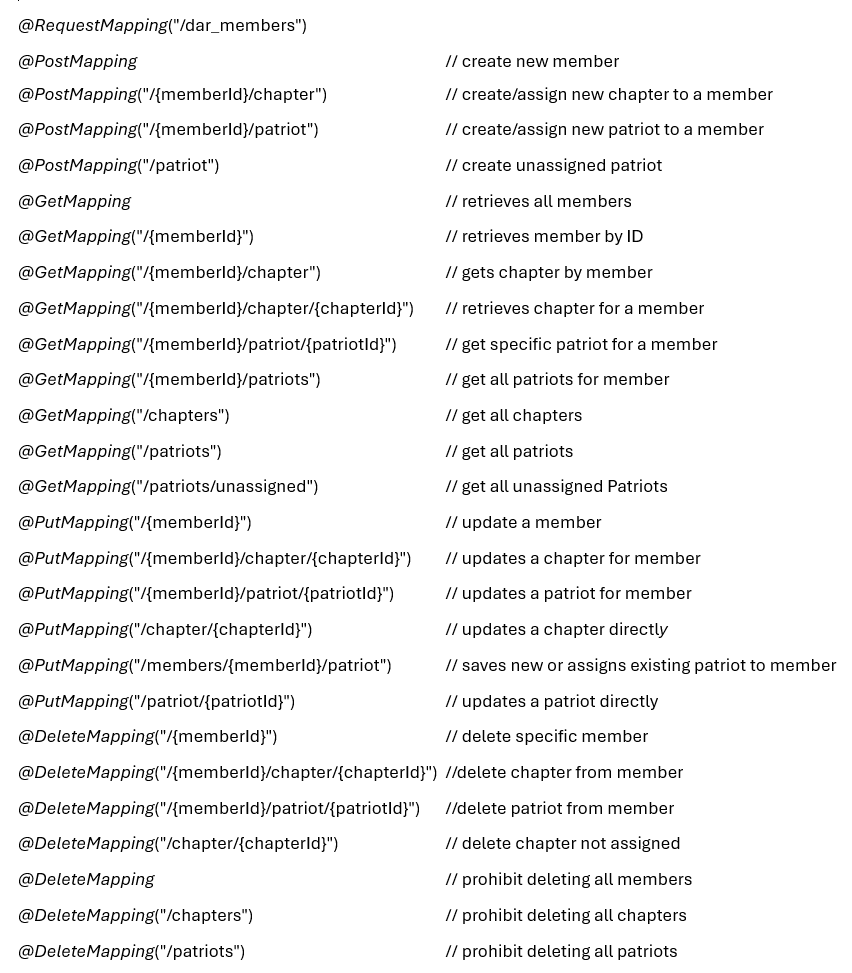 @RequestMapping("/dar_members")
@PostMapping // create new member
@PostMapping("/{memberId}/chapter") // create/assign new chapter to a member
@PostMapping("/{memberId}/patriot") // create/assign new patriot to a member
@PostMapping("/patriot") // create unassigned patriot
@GetMapping // retrieves all members
@GetMapping("/{memberId}") // retrieves member by ID
@GetMapping("/{memberId}/chapter") // gets chapter by member
@GetMapping("/{memberId}/chapter/{chapterId}") // retrieves chapter for a member
@GetMapping("/{memberId}/patriot/{patriotId}") // get specific patriot for a member
@GetMapping("/{memberId}/patriots") // get all patriots for member
@GetMapping("/chapters") // get all chapters
@GetMapping("/patriots") // get all patriots
@GetMapping("/patriots/unassigned") // get all unassigned Patriots
@PutMapping("/{memberId}") // update a member
@PutMapping("/{memberId}/chapter/{chapterId}") // updates a chapter for member
@PutMapping("/{memberId}/patriot/{patriotId}") // updates a patriot for member
@PutMapping("/chapter/{chapterId}") // updates a chapter directly
@PutMapping("/members/{memberId}/patriot") // saves new or assigns existing patriot to member
@PutMapping("/patriot/{patriotId}") // updates a patriot directly
@DeleteMapping("/{memberId}") // delete specific member
@DeleteMapping("/{memberId}/chapter/{chapterId}") //delete chapter from member
@DeleteMapping("/{memberId}/patriot/{patriotId}") //delete patriot from member
@DeleteMapping("/chapter/{chapterId}") // delete chapter not assigned
@DeleteMapping // prohibit deleting all members
@DeleteMapping("/chapters") // prohibit deleting all chapters
@DeleteMapping("/patriots") // prohibit deleting all patriots